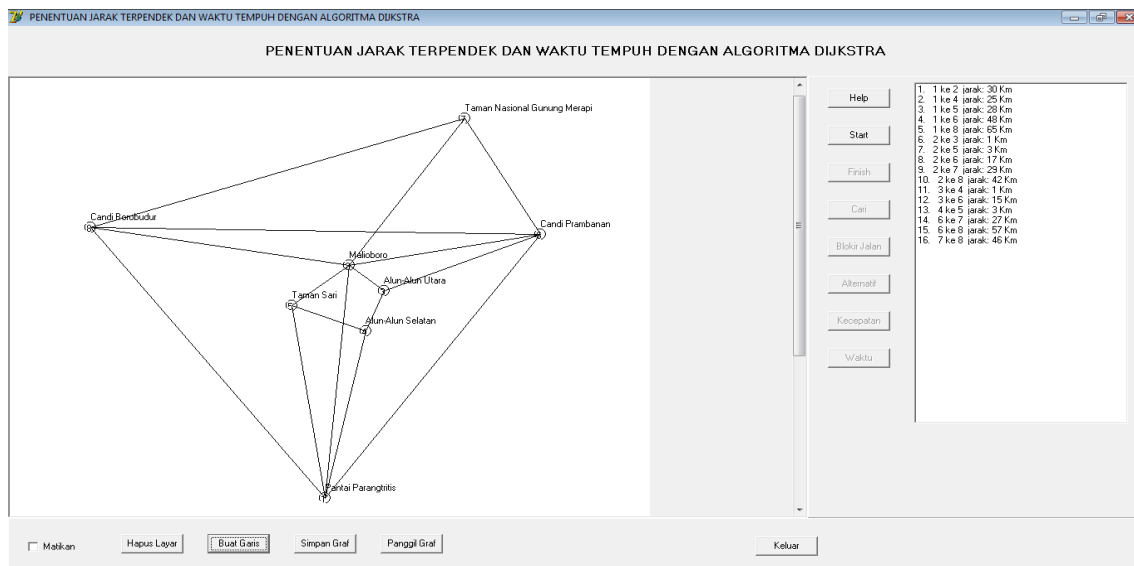 PENENTUAN JARAK TERPENDEK DAN WAKTU TEMPUH DENGAN ALGORITMA DIJKSTRA
PENENTUAN JARAK TERPENDEK DAN WAKTU TEMPUH DENGAN ALGORITMA DIJKSTRA
Taman Nasional Gunung Merapi
7
Candi Borobudur
8
Candi Prambanan
Malioboro
Alun-Alun Utara
3
Taman Sari
5
Alun-Alun Selatan
4
Pantai Parangtritis
Help
Start
Finish
Cari
Blokir Jalan
Alternatif
Kecepatan
Waktu
1. 1 ke 2 jarak: 30 Km
2. 1 ke 4 jarak: 25 Km
3. 1 ke 5 jarak: 28 Km
4. 1 ke 6 jarak: 48 Km
5. 1 ke 8 jarak: 65 Km
6. 2 ke 3 jarak: 1 Km
7. 2 ke 5 jarak: 3 Km
8. 2 ke 6 jarak: 17 Km
9. 2 ke 7 jarak: 29 Km
10. 2 ke 8 jarak: 42 Km
11. 3 ke 4 jarak: 1 Km
12. 3 ke 6 jarak: 15 Km
13. 4 ke 5 jarak: 3 Km
14. 6 ke 7 jarak: 27 Km
15. 6 ke 8 jarak: 57 Km
16. 7 ke 8 jarak: 46 Km
Matikan
Hapus Layar
Buat Garis
Simpan Graf
Panggil Graf
Keluar